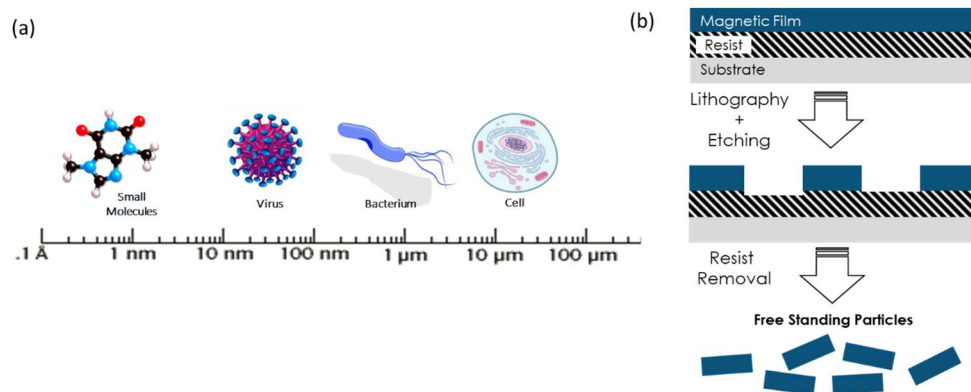 (a)
Small
Molecules
Virus
Bacterium
Cell
.1 Å 1 nm 10 nm 100 nm 1 µm 10 µm 100 µm
(b)
Magnetic Film
Resist
Substrate
Lithography
+
Etching
Resist
Removal
Free Standing Particles